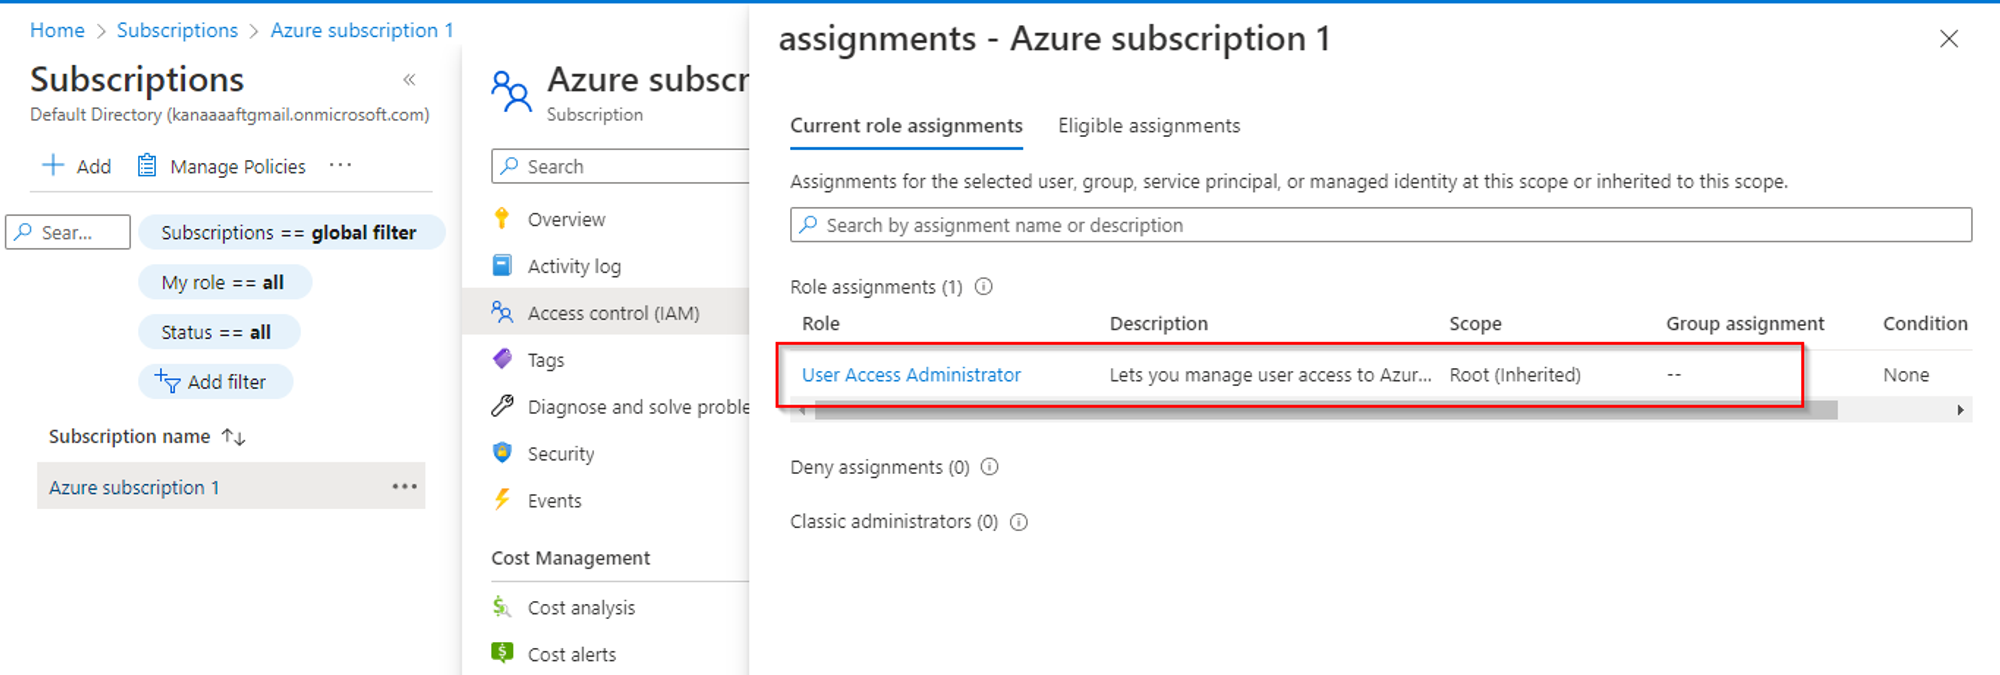 Home > Subscriptions > Azure subscription 1
Subscriptions «
Default Directory (kanaaaaftgmail.onmicrosoft.com)
+ Add Manage Policies ...
Sear... Subscriptions == global filter
My role == all
Status == all
Add filter
Subscription name ↑↓
Azure subscription 1 ...
Azure subscr
Subscription
Search
Overview
Activity log
Access control (IAM)
Tags
Diagnose and solve proble
Security
Events
Cost Management
Cost analysis
Cost alerts
assignments - Azure subscription 1
Current role assignments Eligible assignments
Assignments for the selected user, group, service principal, or managed identity at this scope or inherited to this scope.
Search by assignment name or description
Role assignments (1)
Role Description Scope Group assignment Condition
User Access Administrator Lets you manage user access to Azur... Root (Inherited) -- None
Deny assignments (0)
Classic administrators (0)